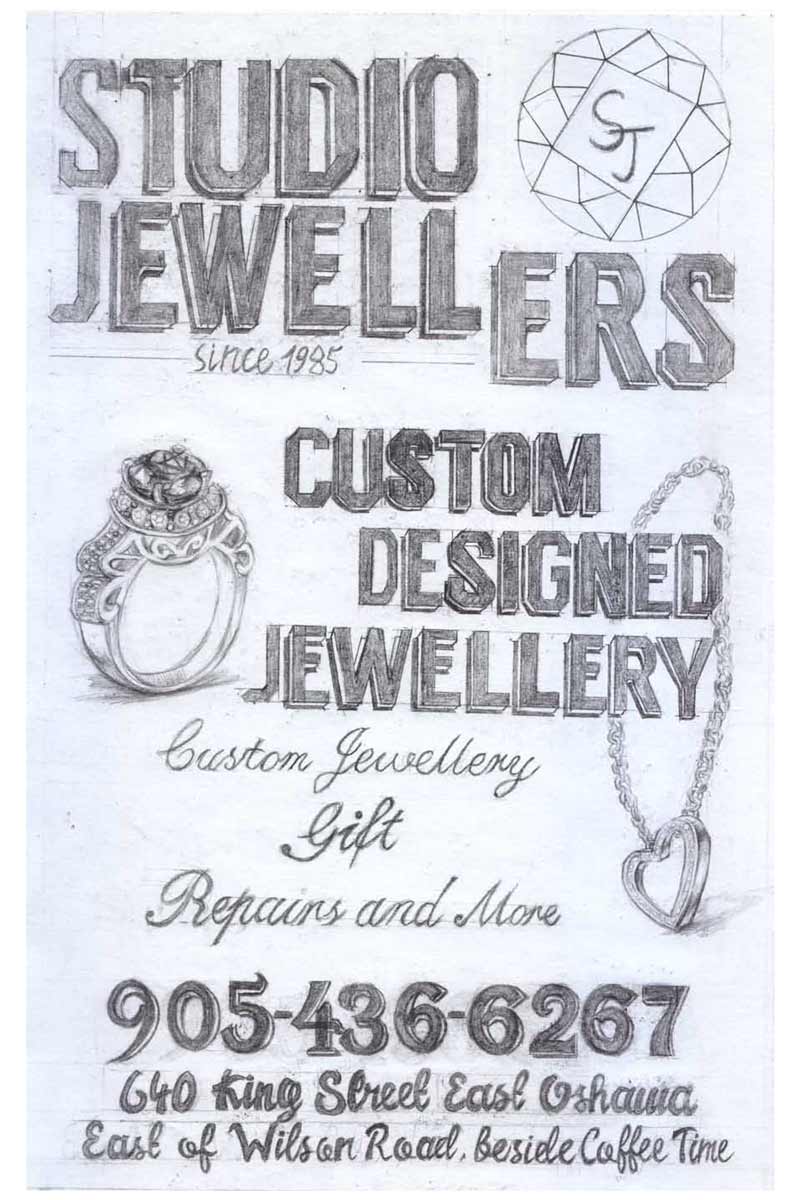 STUDIO
ST
JEWELLERS
since 1985
CUSTOM
DESIGNED
JEWELLERY
Custom Jewellery
Gift
Repairs and More
905-436-6267
640 King Street East Oshawa
East of Wilson Road, Beside Coffee Time